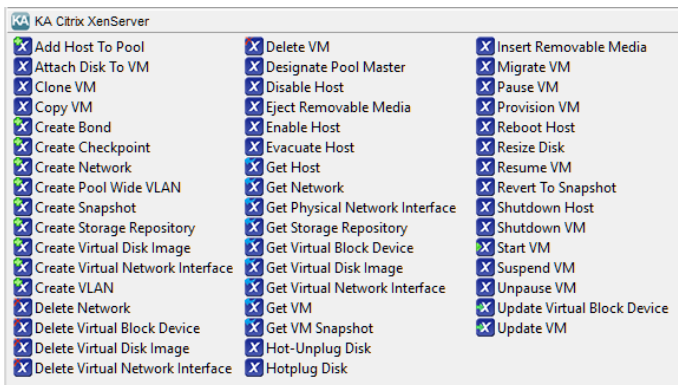 KA KA Citrix XenServer
Add Host To Pool
Attach Disk To VM
Clone VM
Copy VM
Create Bond
Create Checkpoint
Create Network
Create Pool Wide VLAN
Create Snapshot
Create Storage Repository
Create Virtual Disk Image
Create Virtual Network Interface
Create VLAN
Delete Network
Delete Virtual Block Device
Delete Virtual Disk Image
Delete Virtual Network Interface
Delete VM
Designate Pool Master
Disable Host
Eject Removable Media
Enable Host
Evacuate Host
Get Host
Get Network
Get Physical Network Interface
Get Storage Repository
Get Virtual Block Device
Get Virtual Disk Image
Get Virtual Network Interface
Get VM
Get VM Snapshot
Hot-Unplug Disk
Hotplug Disk
Insert Removable Media
Migrate VM
Pause VM
Provision VM
Reboot Host
Resize Disk
Resume VM
Revert To Snapshot
Shutdown Host
Shutdown VM
Start VM
Suspend VM
Unpause VM
Update Virtual Block Device
Update VM